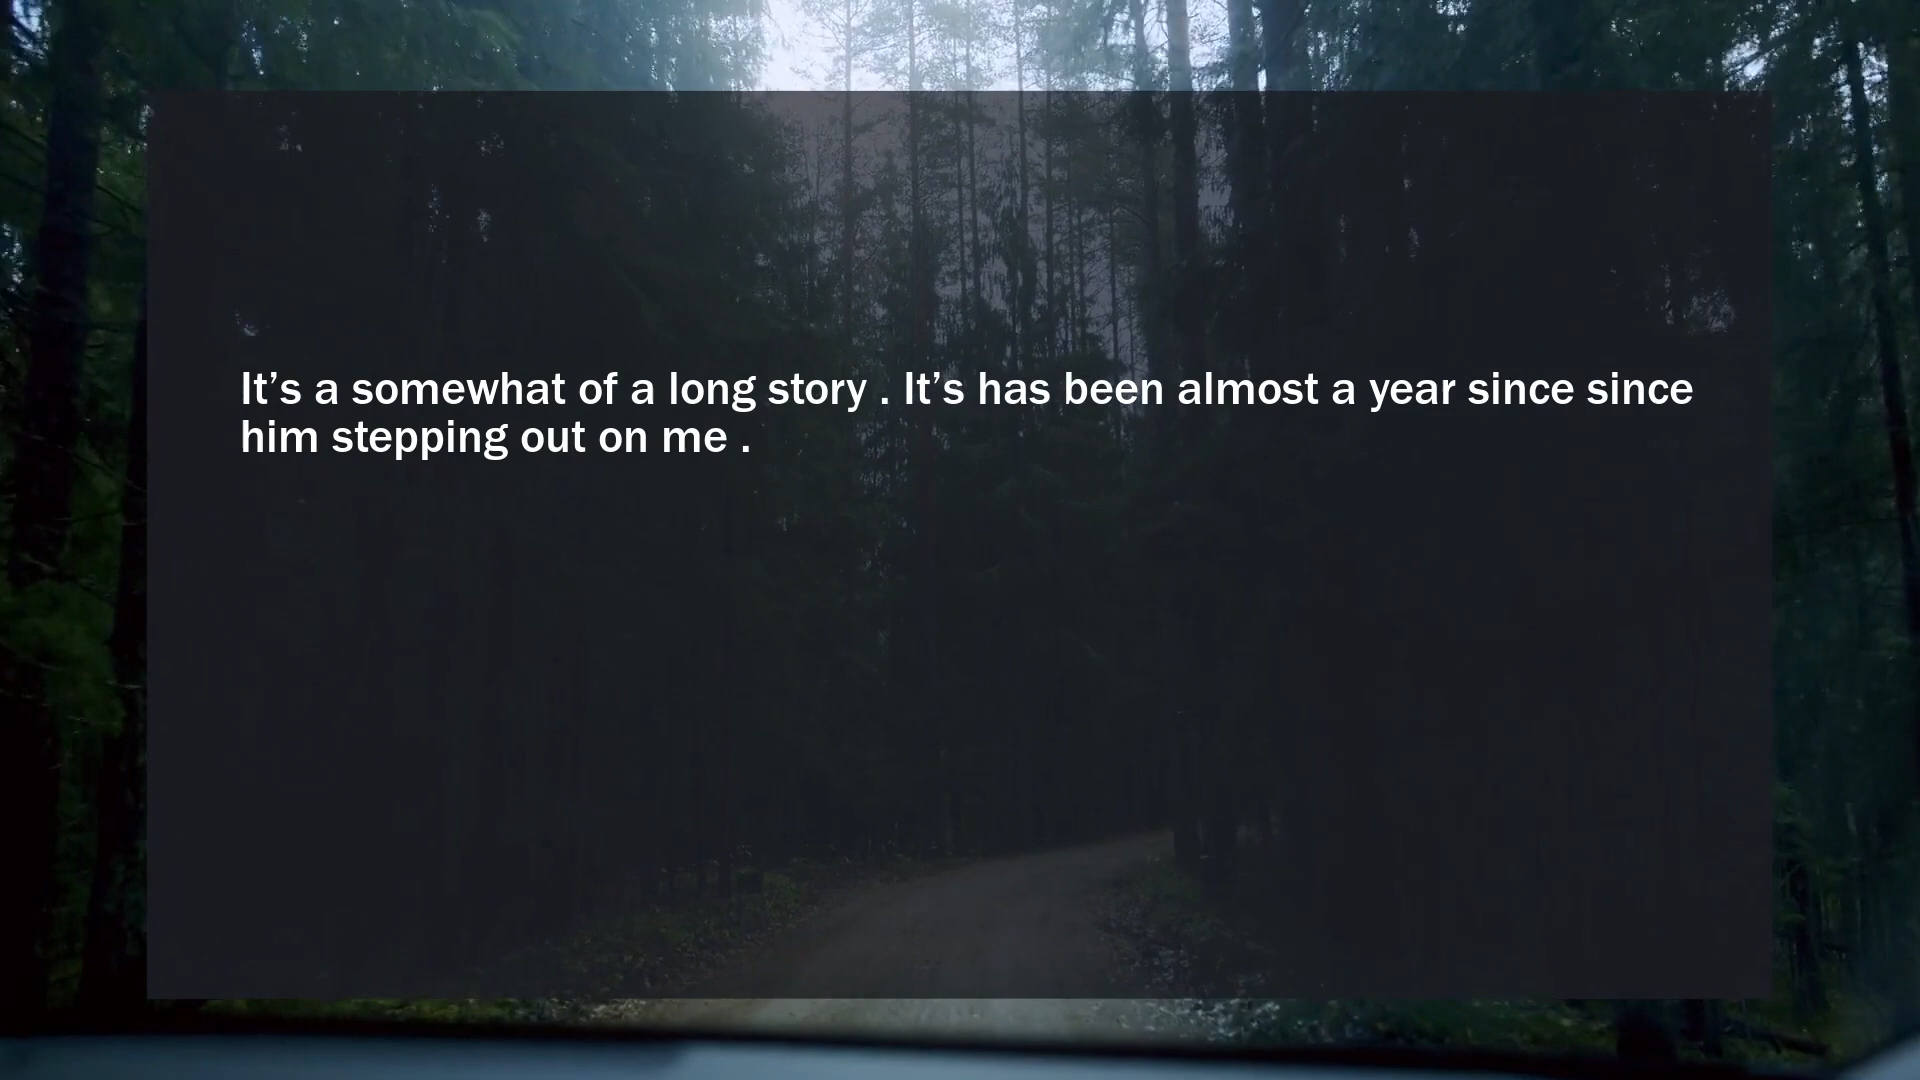 It’s a somewhat of a long story . It’s has been almost a year since since
him stepping out on me .